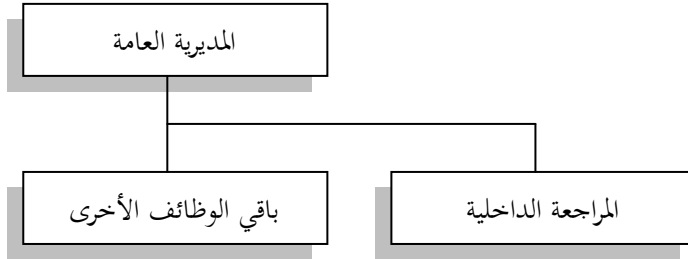 المديرية العامة
المراجعة الداخلية
باقي الوظائف الأخرى